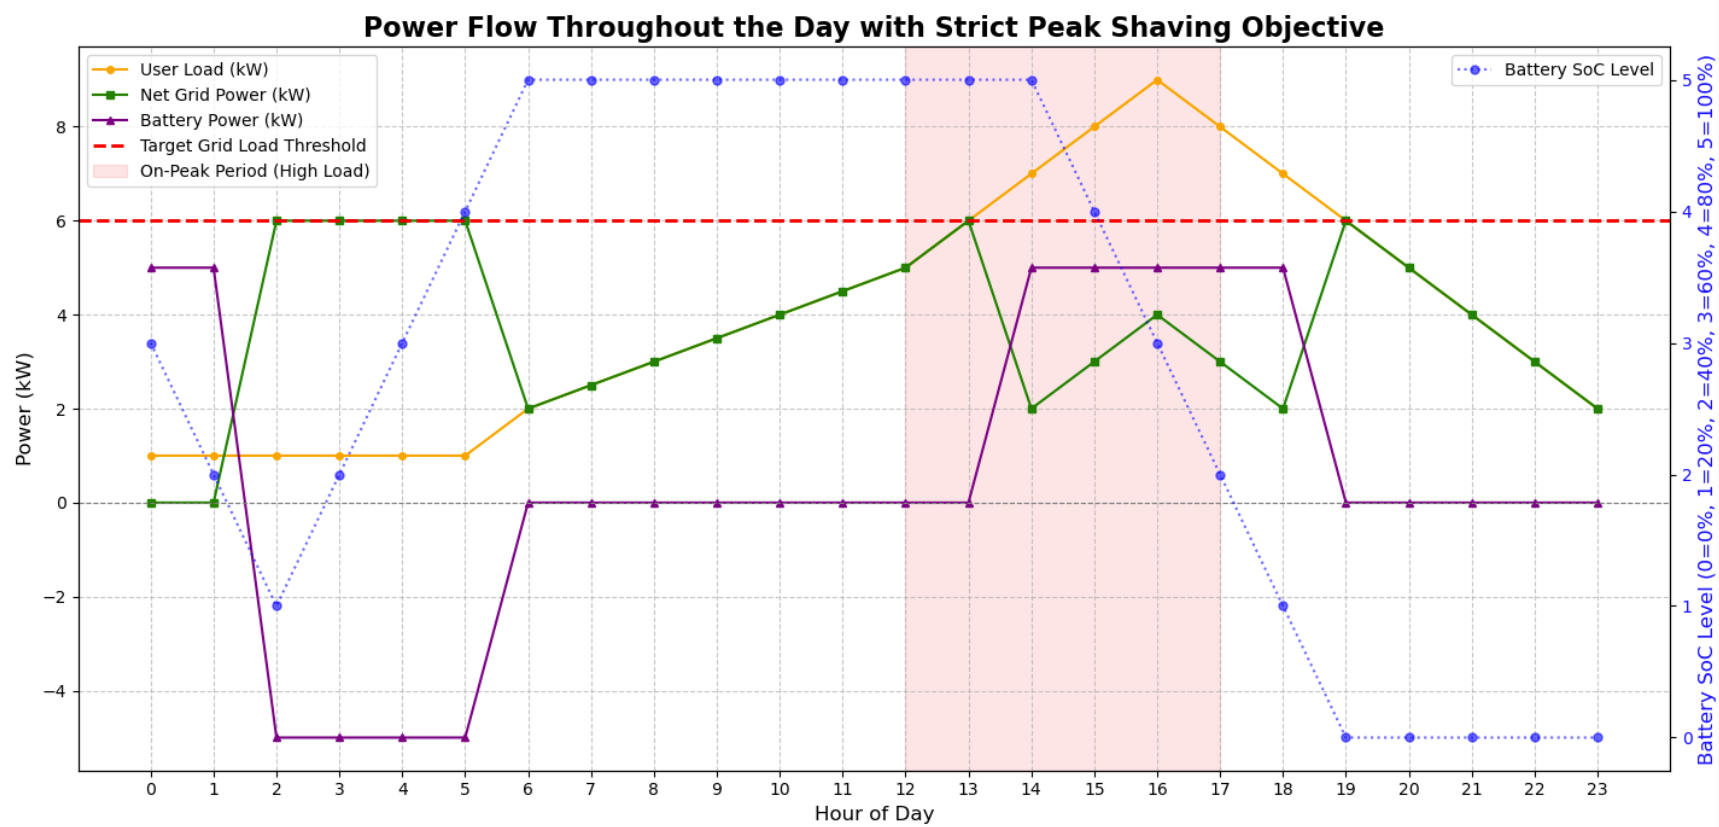 Power Flow Throughout the Day with Strict Peak Shaving Objective
User Load (kW)
Net Grid Power (kW)
Battery Power (kW)
Target Grid Load Threshold
On-Peak Period (High Load)
Battery SoC Level
Power (kW)
8
6
4
2
0
−2
−4
5
4
3
2
1
0
Battery SoC Level (0=0%, 1=20%, 2=40%, 3=60%, 4=80%, 5=100%)
0 1 2 3 4 5 6 7 8 9 10 11 12 13 14 15 16 17 18 19 20 21 22 23
Hour of Day